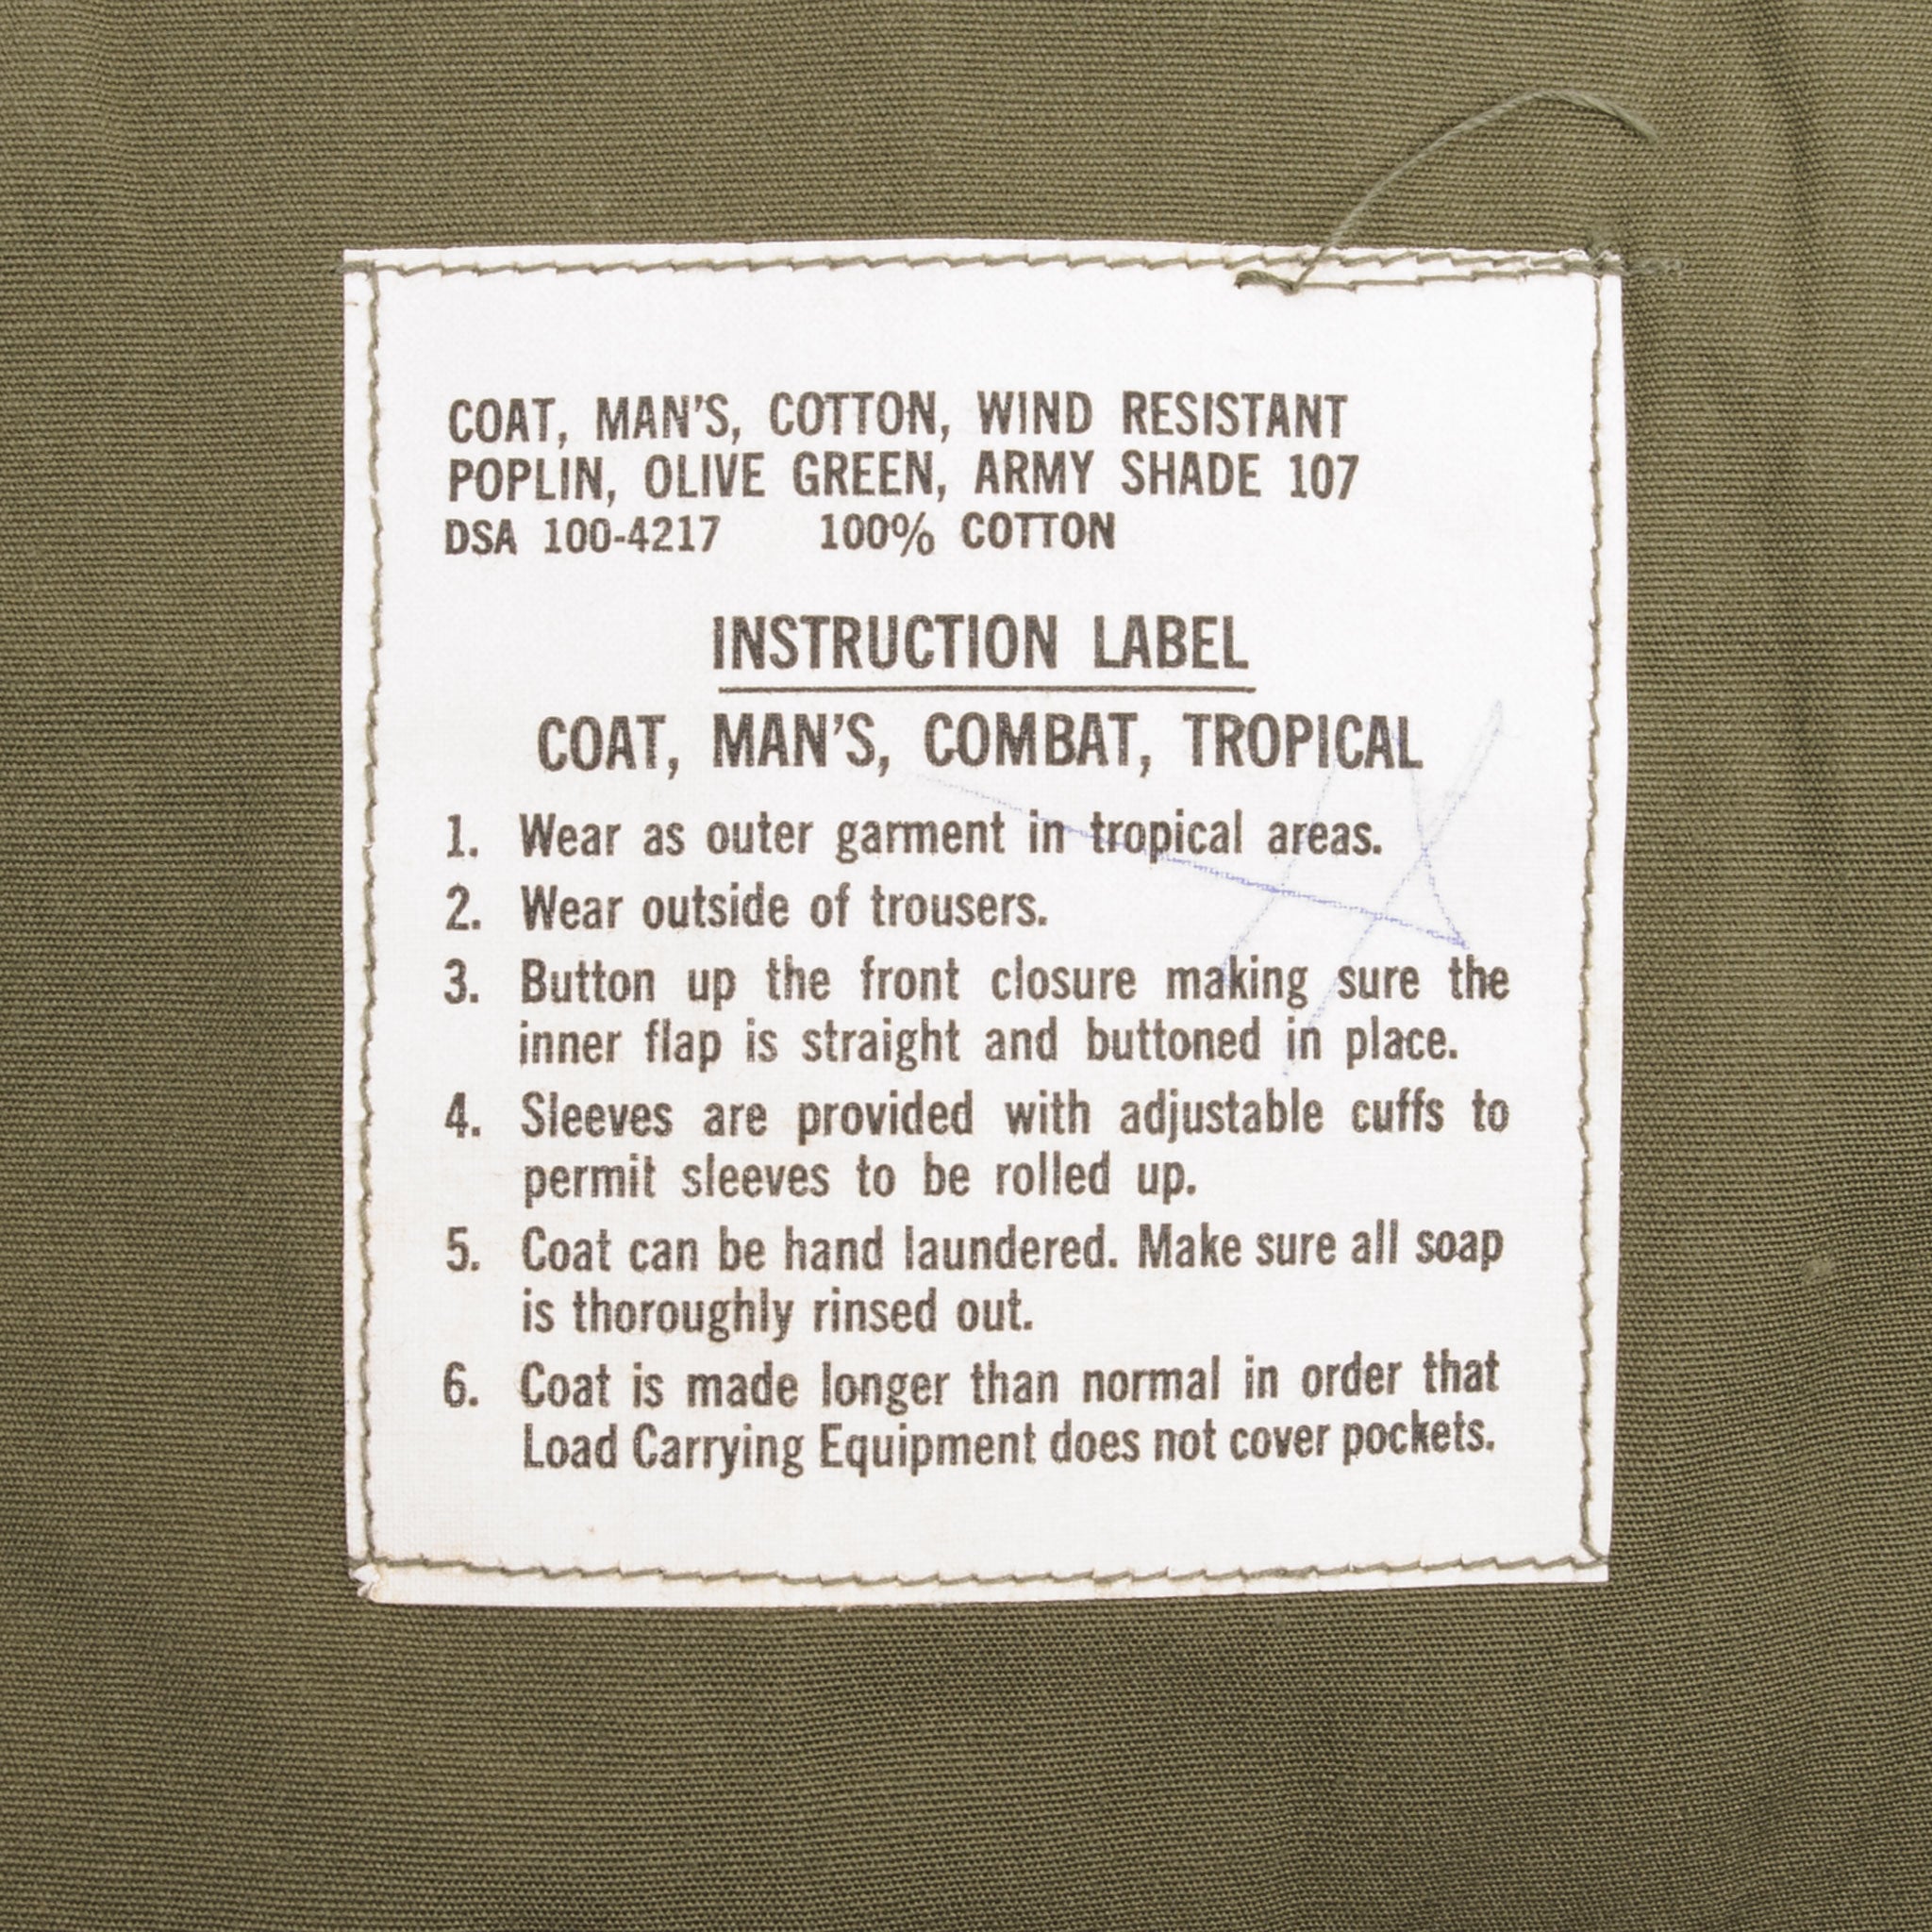 COAT, MAN'S, COTTON, WIND RESISTANT
POPLIN, OLIVE GREEN, ARMY SHADE 107
DSA 100-4217 100% COTTON
INSTRUCTION LABEL
COAT, MAN'S, COMBAT, TROPICAL
1. Wear as outer garment in tropical areas.
2. Wear outside of trousers.
3. Button up the front closure making sure the
inner flap is straight and buttoned in place.
4. Sleeves are provided with adjustable cuffs to
permit sleeves to be rolled up.
5. Coat can be hand laundered. Make sure all soap
is thoroughly rinsed out.
6. Coat is made longer than normal in order that
Load Carrying Equipment does not cover pockets.